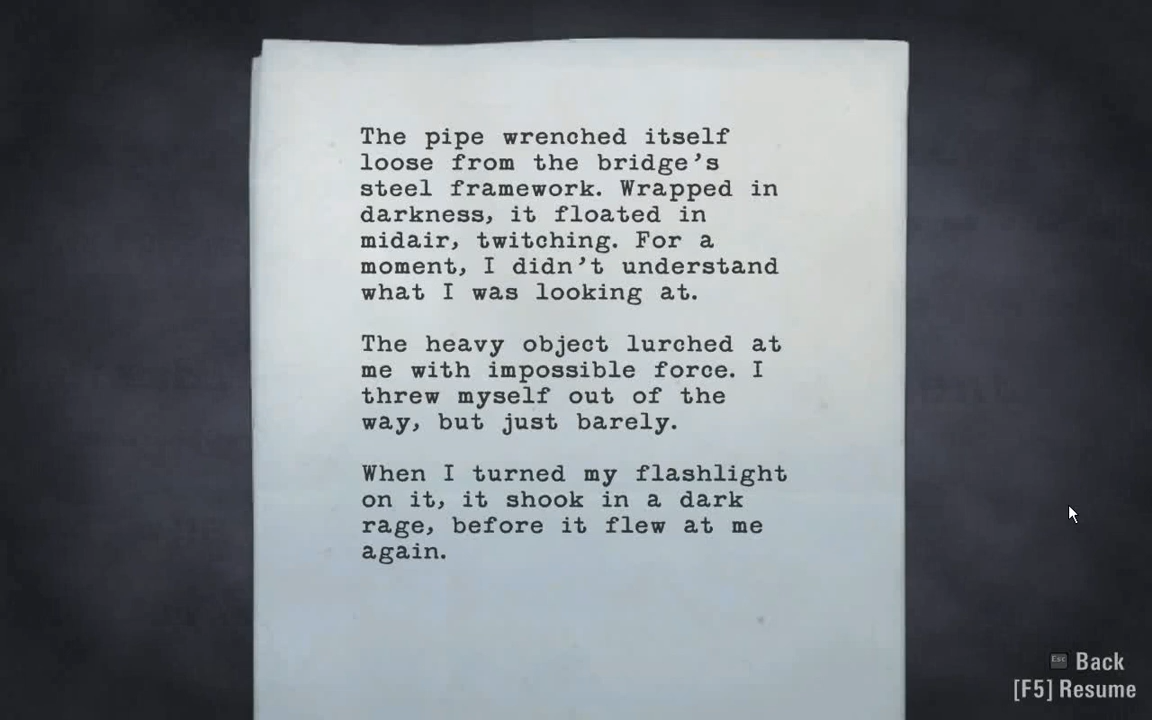 The pipe wrenched itself
loose from the bridge’s
steel framework. Wrapped in
darkness, it floated in
midair, twitching. For a
moment, I didn’t understand
what I was looking at.
The heavy object lurched at
me with impossible force. I
threw myself out of the
way, but just barely.
When I turned my flashlight
on it, it shook in a dark
rage, before it flew at me
again.
Esc Back
[F5] Resume